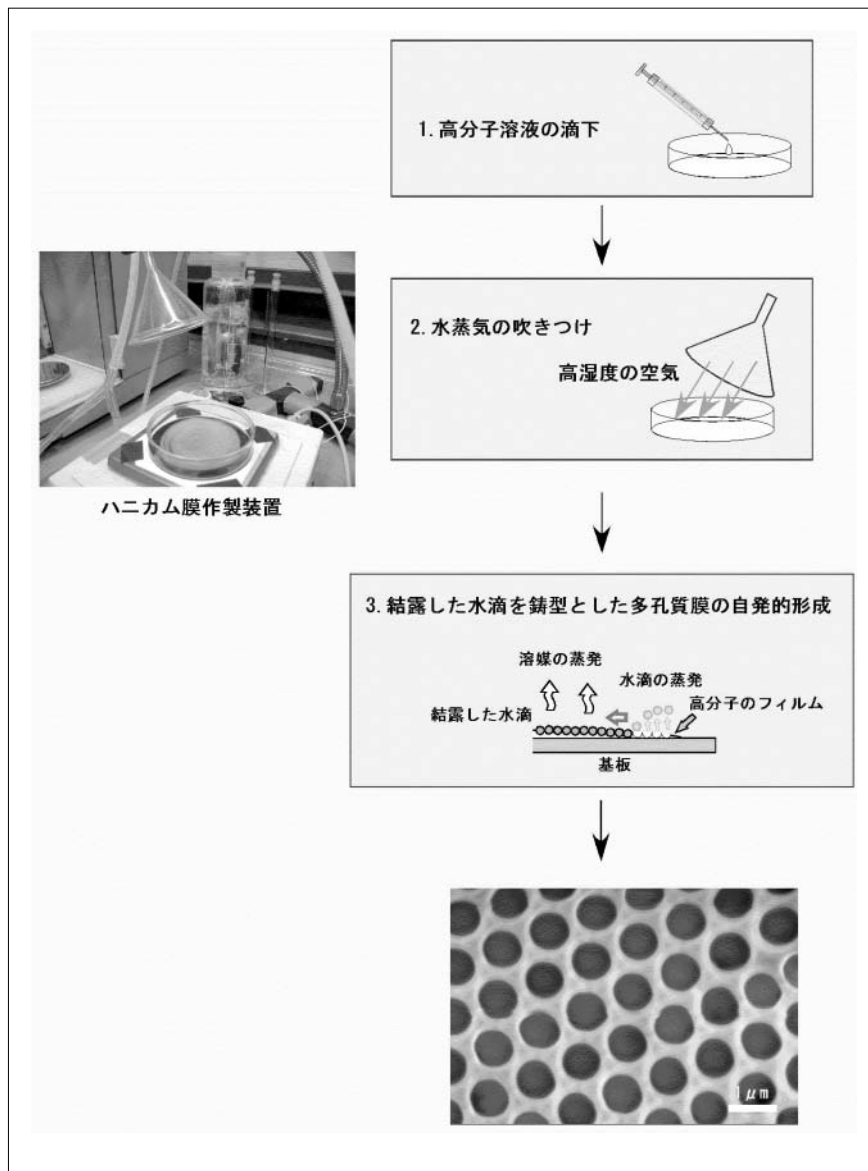 1. 高分子溶液の滴下
2. 水蒸気の吹きつけ
高湿度の空気
ハニカム膜作製装置
3. 結露した水滴を鋳型とした多孔質膜の自発的形成
溶媒の蒸発
水滴の蒸発
結露した水滴
高分子のフィルム
基板
1μm